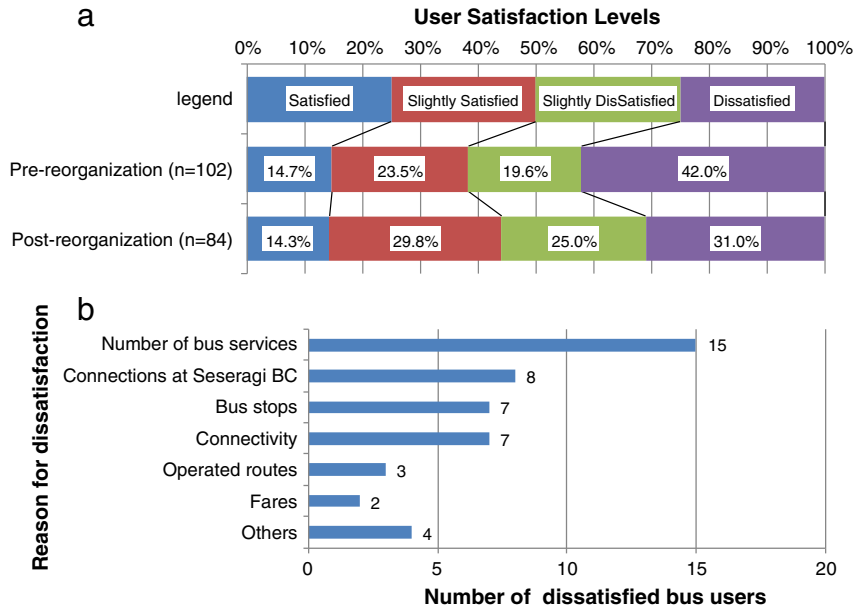 a
User Satisfaction Levels
0% 10% 20% 30% 40% 50% 60% 70% 80% 90% 100%
legend Satisfied Slightly Satisfied Slightly DisSatisfied Dissatisfied
Pre-reorganization (n=102) 14.7% 23.5% 19.6% 42.0%
Post-reorganization (n=84) 14.3% 29.8% 25.0% 31.0%
b
Reason for dissatisfaction
Number of bus services 15
Connections at Seseragi BC 8
Bus stops 7
Connectivity 7
Operated routes 3
Fares 2
Others 4
0 5 10 15 20
Number of dissatisfied bus users